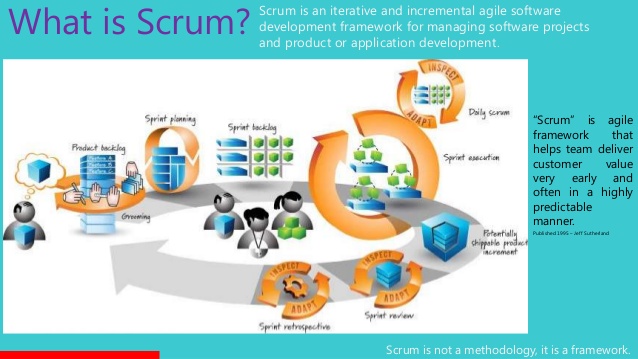 What is Scrum?
Scrum is an iterative and incremental agile software
development framework for managing software projects
and product or application development.
INSPECT
ADAPT
Daily scrum
Sprint planning
Sprint backlog
Product backlog
Feature A
Feature B
Feature C
Grooming
Sprint execution
Potentially
shippable product
increment
INSPECT
ADAPT
Sprint retrospective
INSPECT
ADAPT
Sprint review
"Scrum" is agile
framework that
helps team deliver
customer value
very early and
often in a highly
predictable
manner.
Published 1995 – Jeff Sutherland
Scrum is not a methodology, it is a framework.